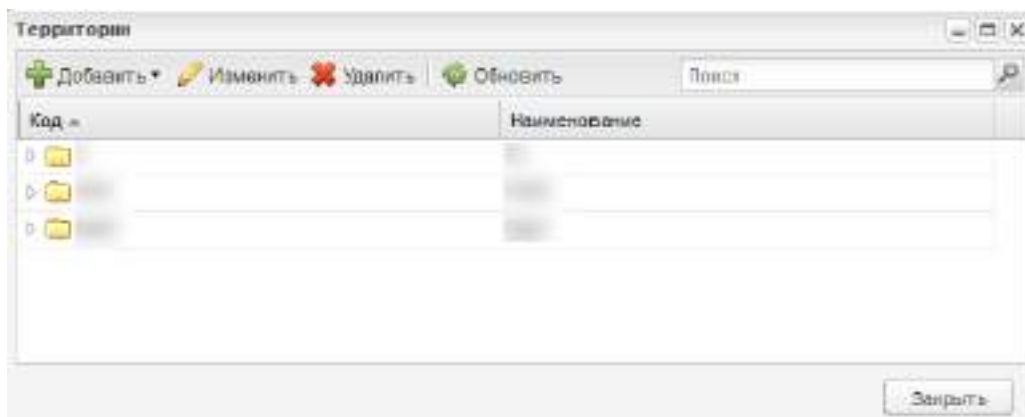 Территории
Добавить Изменить Удалить Обновить Поиск
Код Наименование
Закрыть